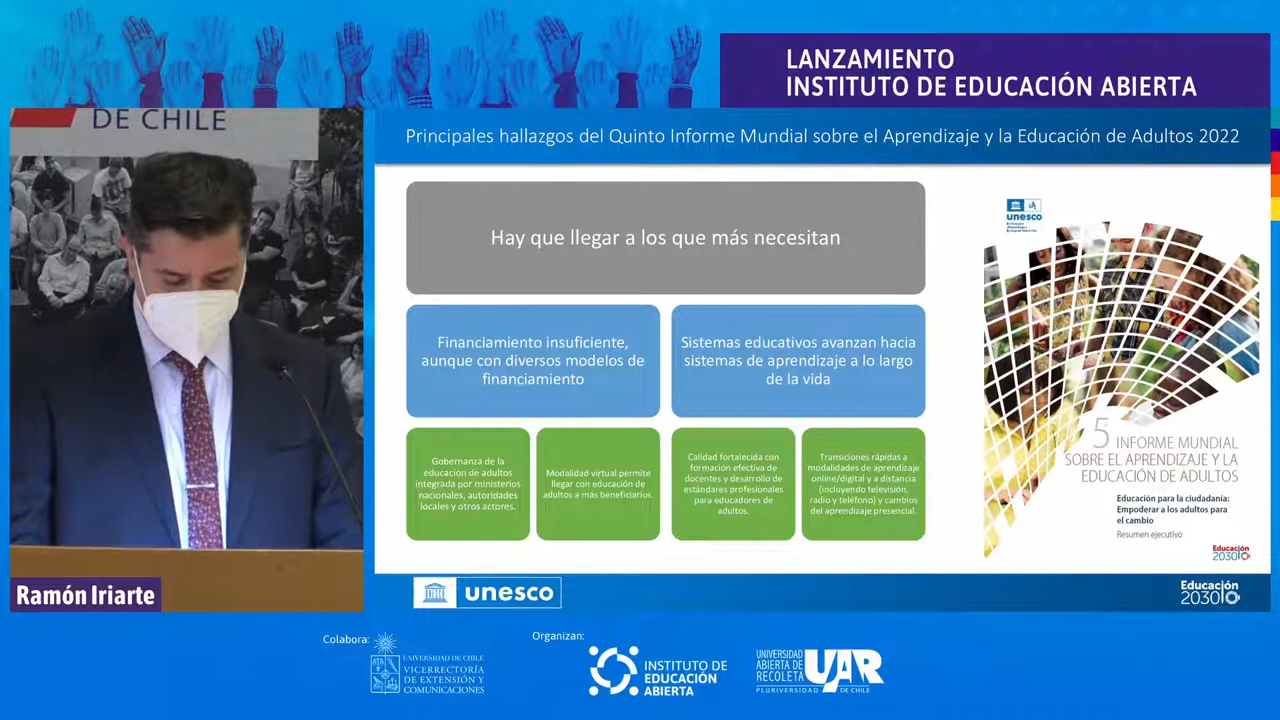 LANZAMIENTO
INSTITUTO DE EDUCACIÓN ABIERTA
DE CHILE
Principales hallazgos del Quinto Informe Mundial sobre el Aprendizaje y la Educación de Adultos 2022
Hay que llegar a los que más necesitan
Financiamiento insuficiente,
aunque con diversos modelos de
financiamiento
Sistemas educativos avanzan hacia
sistemas de aprendizaje a lo largo
de la vida
Gobernanza de la
educación de adultos
integrada por ministerios
nacionales, autoridades
locales y otros actores.
Modalidad virtual permite
llegar con educación de
adultos a más beneficiarios.
Calidad fortalecida con
formación efectiva de
docentes y desarrollo de
estándares profesionales
para educadores de
adultos.
Transiciones rápidas a
modalidades de aprendizaje
online/digital y a distancia
(incluyendo televisión,
radio y teléfono) y cambios
del aprendizaje presencial.
unesco
5 INFORME MUNDIAL
SOBRE EL APRENDIZAJE Y LA
EDUCACIÓN DE ADULTOS
Educación para la ciudadanía:
Empoderar a los adultos para
el cambio
Resumen ejecutivo
Educación
2030
Ramón Iriarte
unesco
Educación
2030
Colabora:
UNIVERSIDAD DE CHILE
VICERRECTORÍA
DE EXTENSIÓN Y
COMUNICACIONES
Organizan:
INSTITUTO DE
EDUCACIÓN
ABIERTA
UNIVERSIDAD
ABIERTA DE
RECOLETA
UAR
PLURIVERSIDAD DE CHILE